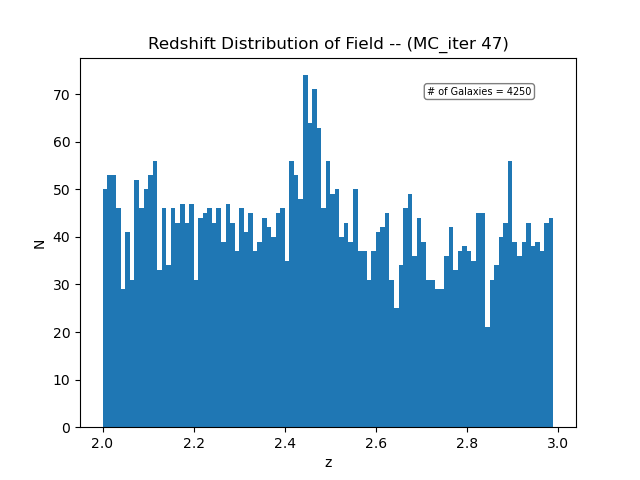 Redshift Distribution of Field -- (MC_iter 47)
# of Galaxies = 4250
70
60
50
40
30
20
10
0
N
2.0 2.2 2.4 2.6 2.8 3.0
z